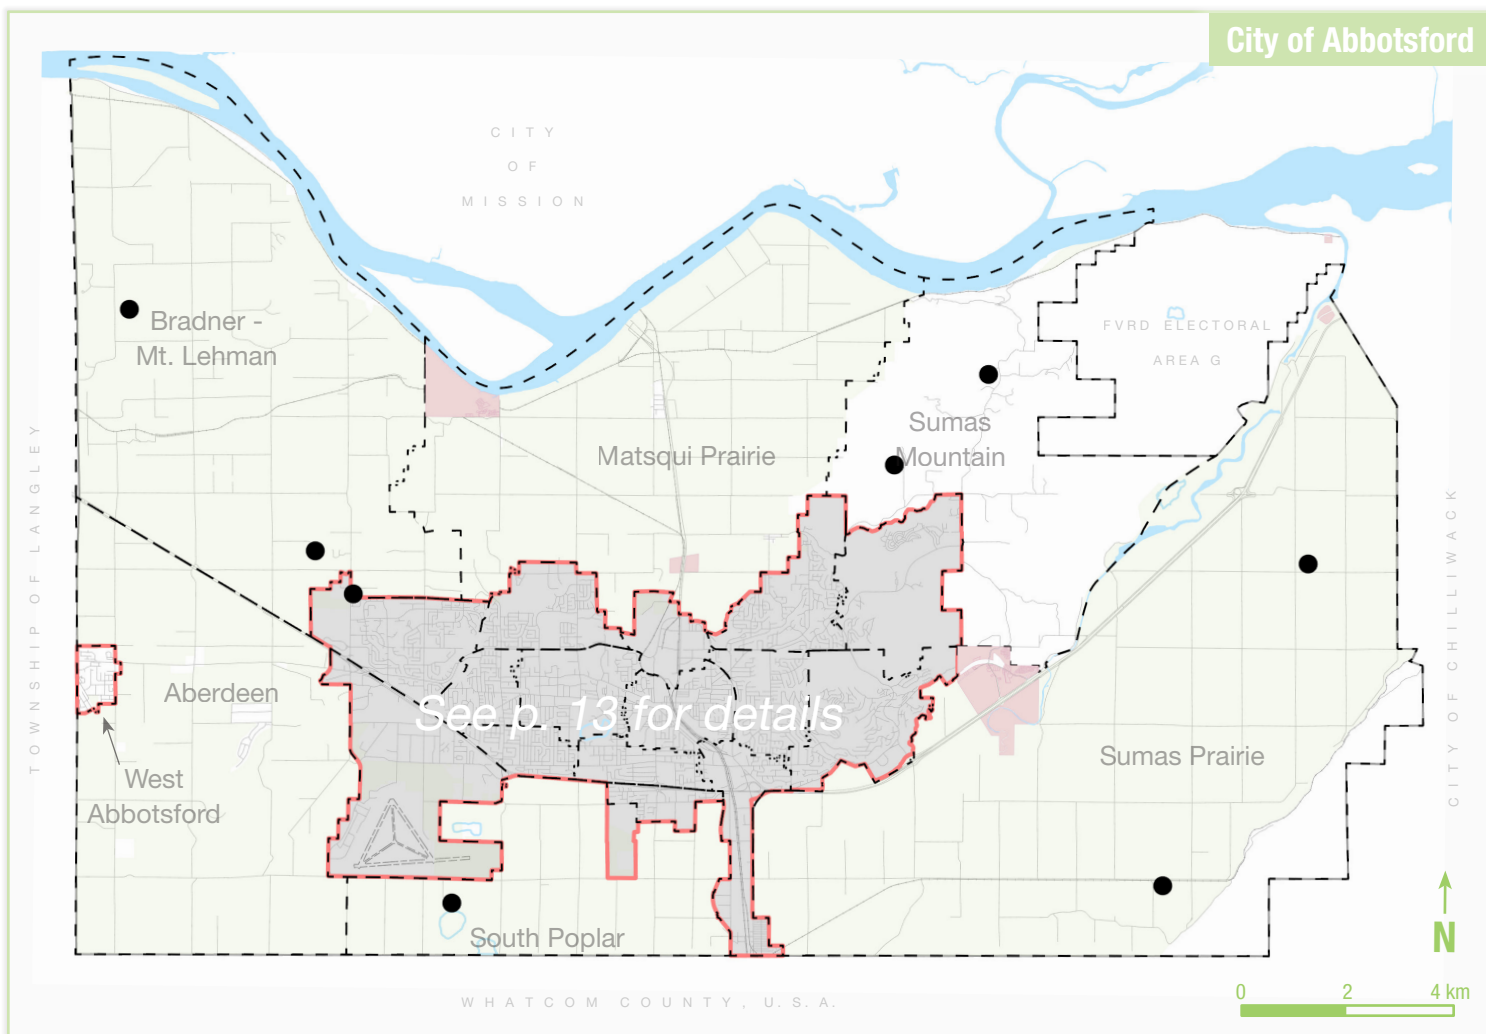 City of Abbotsford
CITY
OF
MISSION
Bradner -
Mt. Lehman
FVRD ELECTORAL
AREA G
Sumas
Mountain
Matsqui Prairie
TOWNSHIP OF LANGLEY
CITY OF CHILLIWACK
Aberdeen
See p. 13 for details
Sumas Prairie
West
Abbotsford
South Poplar
N
WHATCOM COUNTY, U.S.A.
0 2 4 km